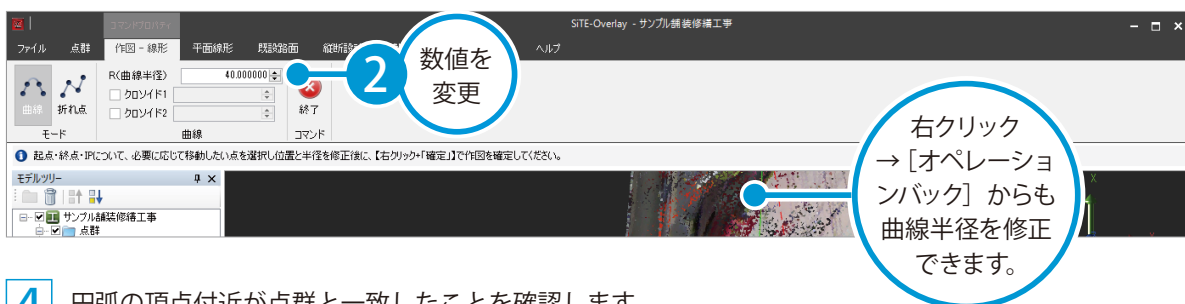 コマンドプロパティ
SiTE-Overlay - サンプル舗装修繕工事
ファイル 点群 作図 - 線形 平面線形 既設路面 ヘルプ
2
数値を
変更
R(曲線半径) 40.000000
クロソイド1
クロソイド2
曲線 折れ点
終了
モード 曲線 コマンド
起点・終点・IPについて、必要に応じて移動したい点を選択し位置と半径を修正後に、【右クリック+「確定」】で作図を確定してください。
モデルツリー
サンプル舗装修繕工事
点群
右クリック
→［オペレーショ
ンバック］からも
曲線半径を修正
できます。
X
4 円弧の頂点付近が点群と一致したことを確認します